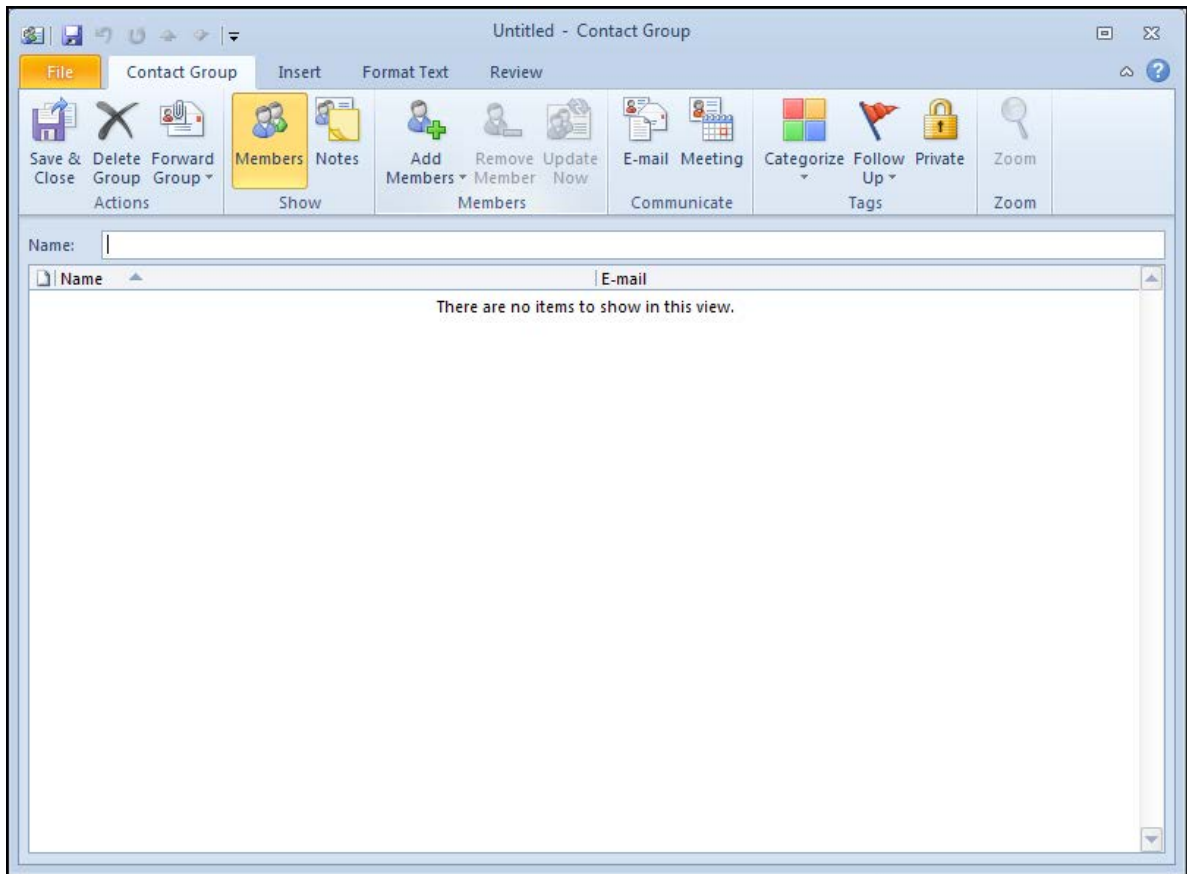 Untitled - Contact Group
File Contact Group Insert Format Text Review
Save & Delete Forward Members Notes Add Remove Update E-mail Meeting Categorize Follow Private Zoom
Close Group Group Members Member Now Up
Actions Show Members Communicate Tags Zoom
Name:
Name E-mail
There are no items to show in this view.